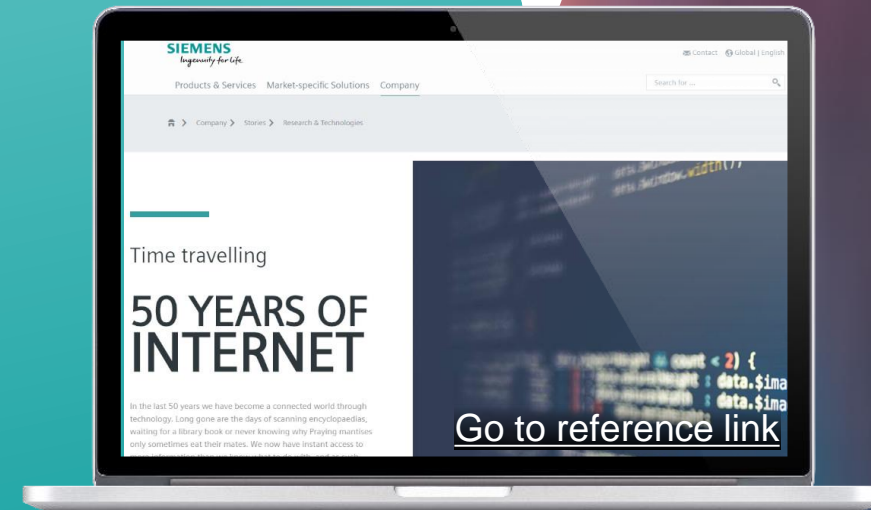 SIEMENS
Ingenuity for life
Contact Global | English
Products & Services Market-specific Solutions Company
Search for ...
Company Stories Research & Technologies
Time travelling
50 YEARS OF
INTERNET
In the last 50 years we have become a connected world through
technology. Long gone are the days of scanning encyclopaedias,
waiting for a library book or never knowing why Praying mantises
only sometimes eat their mates. We now have instant access to
width());
count < 2) {
: data.$ima
: data.$ima
Go to reference link